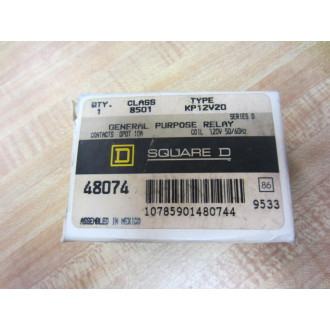 QTY. CLASS TYPE
1 8501 KP12V20
SERIES D
GENERAL PURPOSE RELAY
CONTACTS DPDT 10A COIL 120V 50/60Hz
D SQUARE D
48074
86
10785901480744 9533
ASSEMBLED IN MEXICO